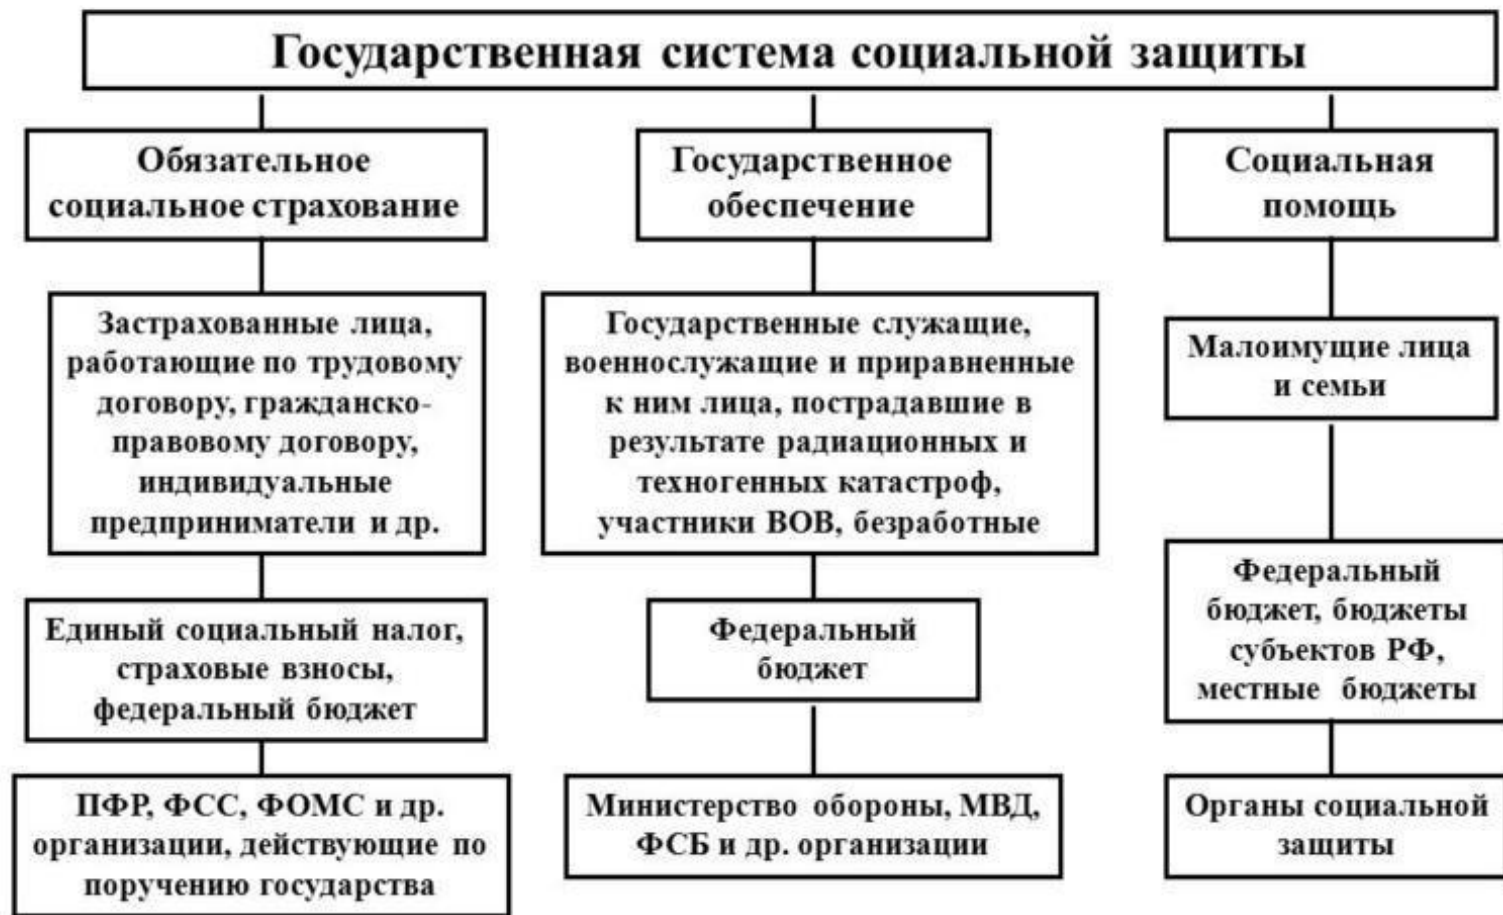 Государственная система социальной защиты
Обязательное
социальное страхование
Государственное
обеспечение
Социальная
помощь
Застрахованные лица,
работающие по трудовому
договору, гражданско-
правовому договору,
индивидуальные
предприниматели и др.
Государственные служащие,
военнослужащие и приравненные
к ним лица, пострадавшие в
результате радиационных и
техногенных катастроф,
участники ВОВ, безработные
Малоимущие лица
и семьи
Единый социальный налог,
страховые взносы,
федеральный бюджет
Федеральный
бюджет
Федеральный
бюджет, бюджеты
субъектов РФ,
местные бюджеты
ПФР, ФСС, ФОМС и др.
организации, действующие по
поручению государства
Министерство обороны, МВД,
ФСБ и др. организации
Органы социальной
защиты